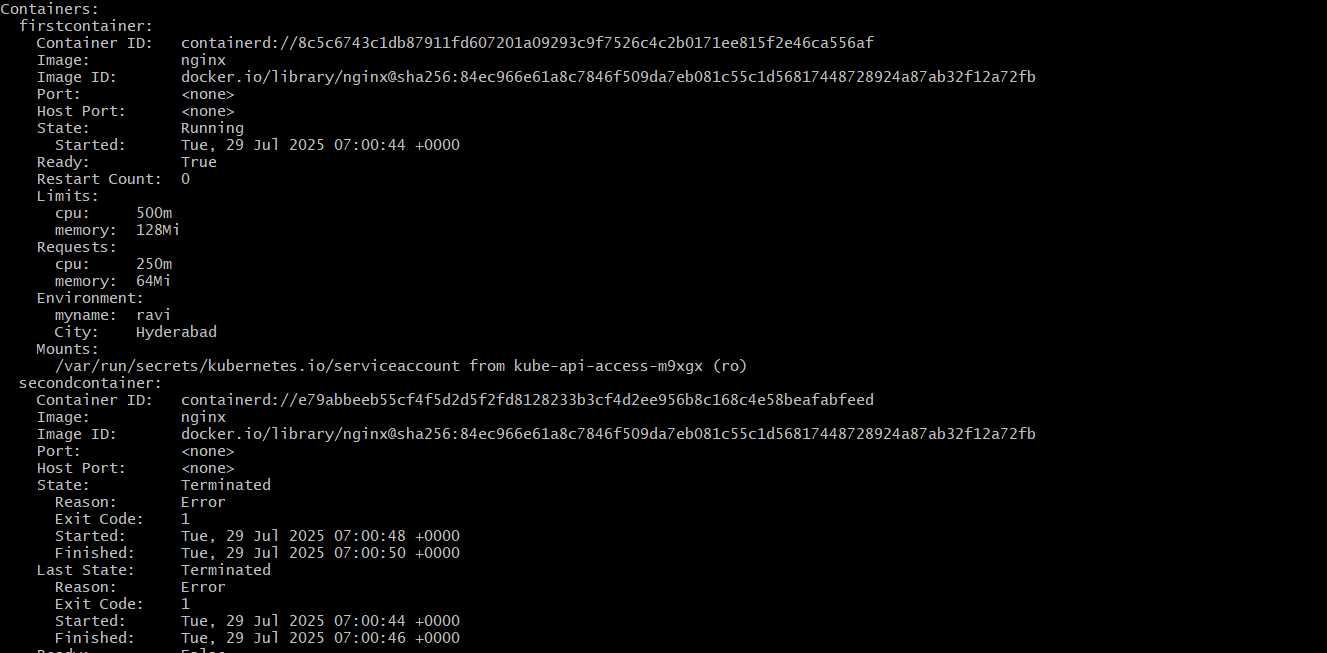 Containers:
  firstcontainer:
    Container ID:   containerd://8c5c6743c1db87911fd607201a09293c9f7526c4c2b0171ee815f2e46ca556af
    Image:          nginx
    Image ID:       docker.io/library/nginx@sha256:84ec966e61a8c7846f509da7eb081c55c1d56817448728924a87ab32f12a72fb
    Port:           <none>
    Host Port:      <none>
    State:          Running
      Started:      Tue, 29 Jul 2025 07:00:44 +0000
    Ready:          True
    Restart Count:  0
    Limits:
      cpu:     500m
      memory:  128Mi
    Requests:
      cpu:     250m
      memory:  64Mi
    Environment:
      myname:  ravi
      City:    Hyderabad
    Mounts:
      /var/run/secrets/kubernetes.io/serviceaccount from kube-api-access-m9xgx (ro)
  secondcontainer:
    Container ID:   containerd://e79abbeeb55cf4f5d2d5f2fd8128233b3cf4d2ee956b8c168c4e58beafabfeed
    Image:          nginx
    Image ID:       docker.io/library/nginx@sha256:84ec966e61a8c7846f509da7eb081c55c1d56817448728924a87ab32f12a72fb
    Port:           <none>
    Host Port:      <none>
    State:          Terminated
      Reason:       Error
      Exit Code:    1
      Started:      Tue, 29 Jul 2025 07:00:48 +0000
      Finished:     Tue, 29 Jul 2025 07:00:50 +0000
    Last State:     Terminated
      Reason:       Error
      Exit Code:    1
      Started:      Tue, 29 Jul 2025 07:00:44 +0000
      Finished:     Tue, 29 Jul 2025 07:00:46 +0000